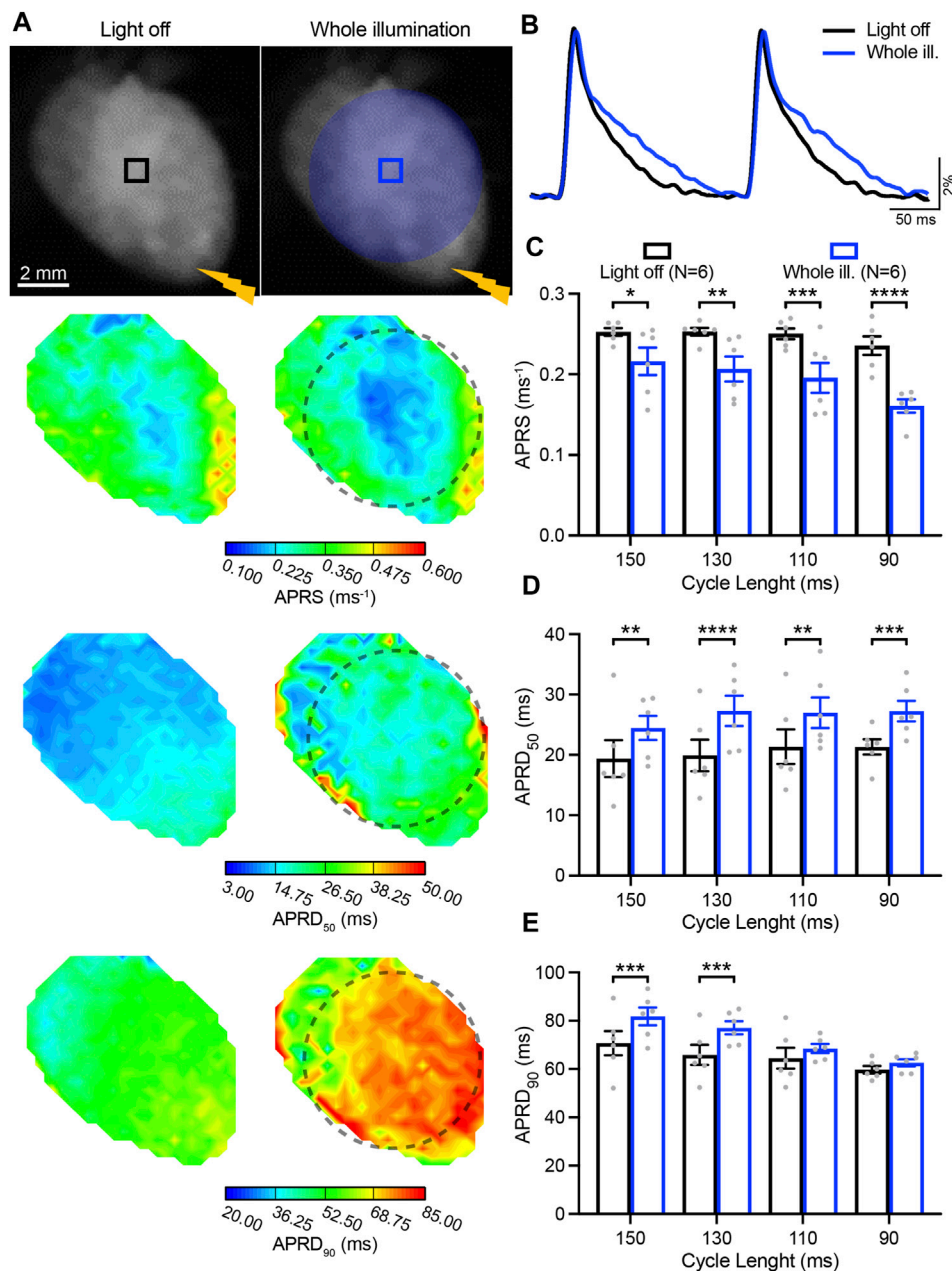 A
Light off
Whole illumination
2 mm
0.100 0.225 0.350 0.475 0.600
APRS (ms⁻¹)
3.00 14.75 26.50 38.25 50.00
APRD₅₀ (ms)
20.00 36.25 52.50 68.75 85.00
APRD₉₀ (ms)
B
Light off
Whole ill.
2%
50 ms
C
Light off (N=6)
Whole ill. (N=6)
* ** *** ****
0.3
0.2
0.1
0.0
APRS (ms⁻¹)
150 130 110 90
Cycle Lenght (ms)
D
** **** ** ***
40
30
20
10
0
APRD₅₀ (ms)
150 130 110 90
Cycle Lenght (ms)
E
*** ***
100
80
60
40
20
0
APRD₉₀ (ms)
150 130 110 90
Cycle Lenght (ms)